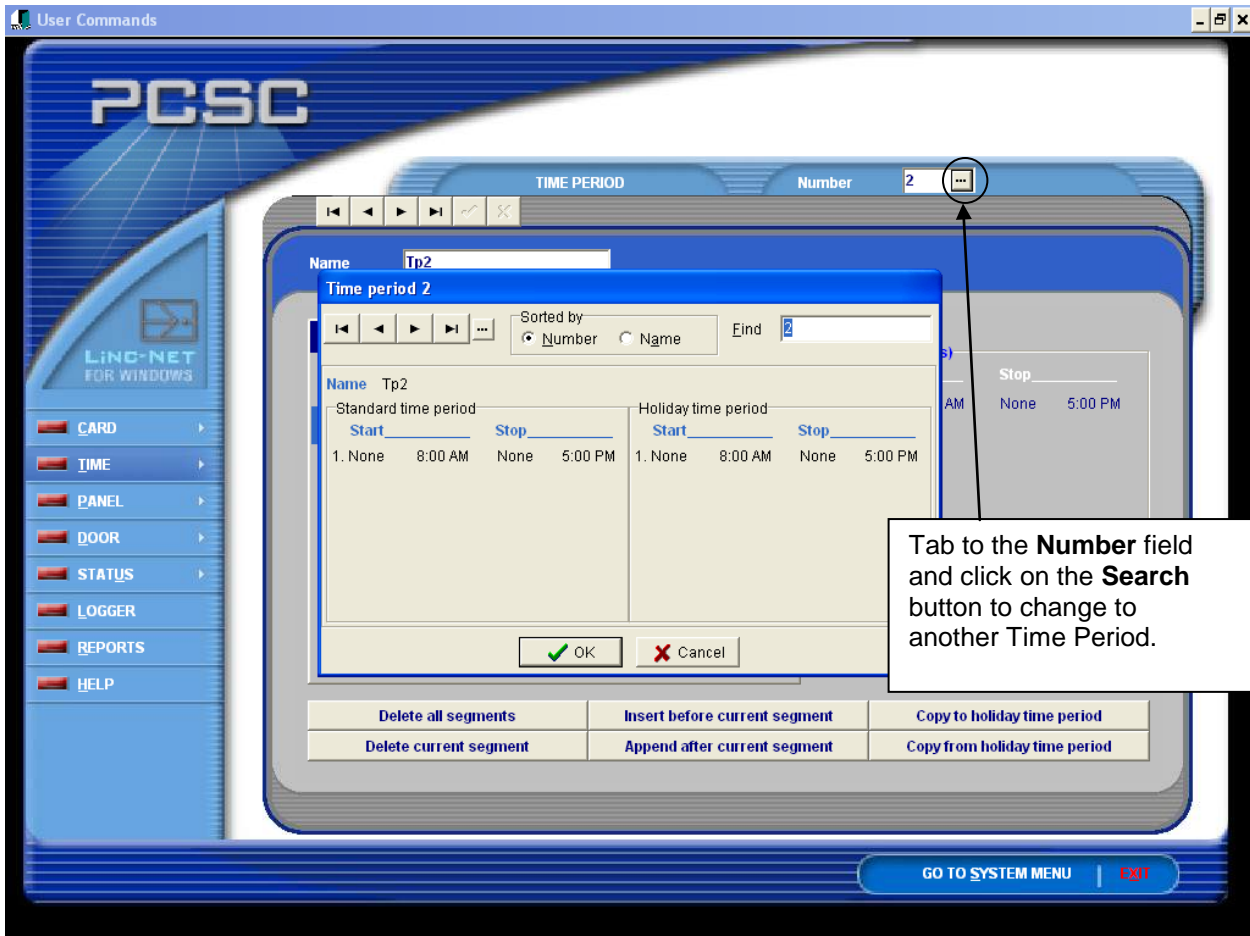 User Commands
PCSC
TIME PERIOD
Number 2 ...
Name Tp2
Time period 2
... Sorted by
Number Name
Find 2
Name Tp2
Standard time period Holiday time period
Start Stop Start Stop
1. None 8:00 AM None 5:00 PM 1. None 8:00 AM None 5:00 PM
OK Cancel
s)
Stop
AM None 5:00 PM
LiNC-NET
FOR WINDOWS
CARD
TIME
PANEL
DOOR
STATUS
LOGGER
REPORTS
HELP
Tab to the Number field
and click on the Search
button to change to
another Time Period.
Delete all segments Insert before current segment Copy to holiday time period
Delete current segment Append after current segment Copy from holiday time period
GO TO SYSTEM MENU | EXIT